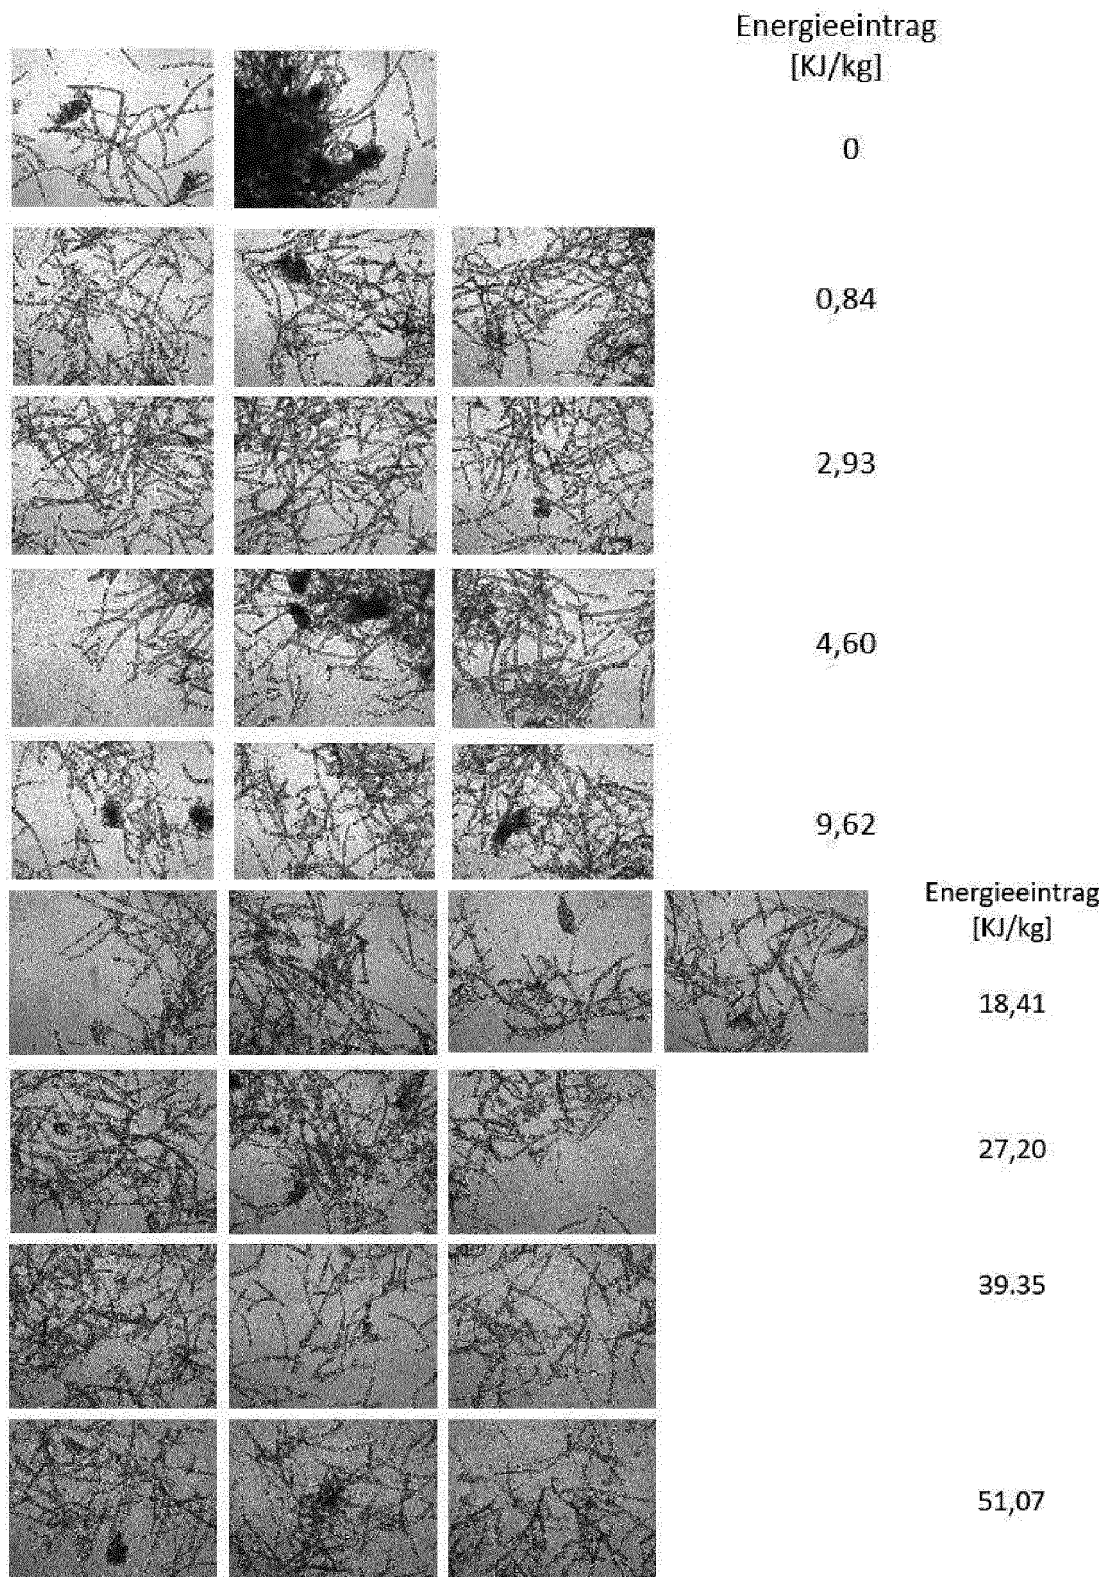 Energieeintrag
[KJ/kg]
0
0,84
2,93
4,60
9,62
Energieeintrag
[KJ/kg]
18,41
27,20
39.35
51,07